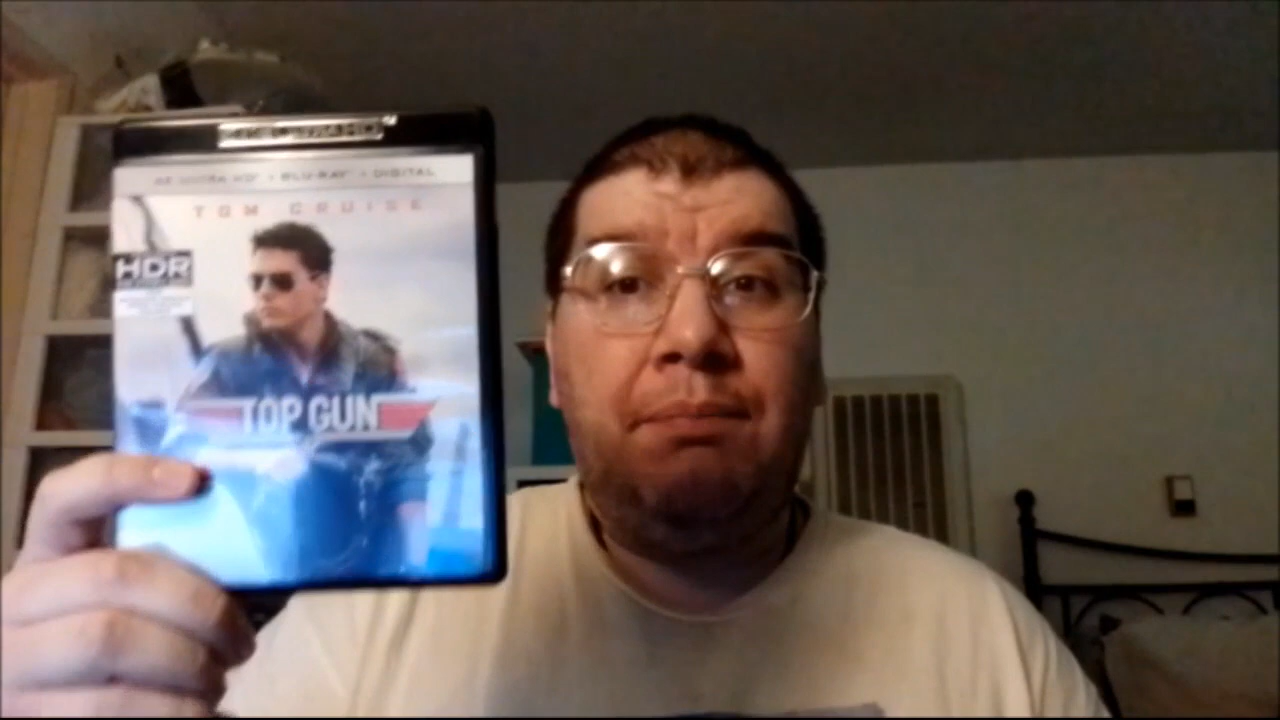 4K ULTRA HD
4K ULTRA HD • BLU-RAY • DIGITAL
TOM CRUISE
HDR
TOP GUN